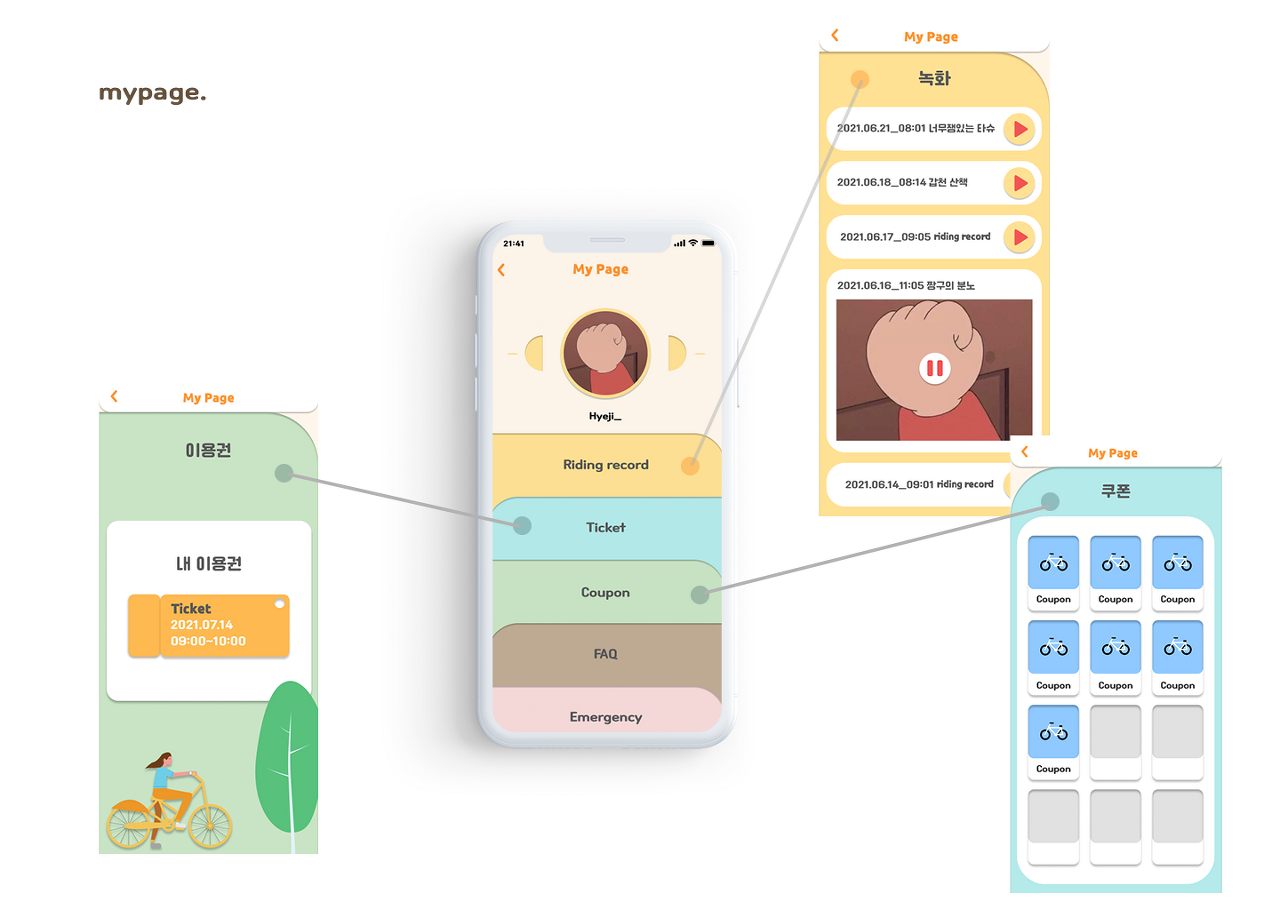 mypage.
My Page
이용권
내 이용권
Ticket
2021.07.14
09:00~10:00
21:41
My Page
Hyeji_
Riding record
Ticket
Coupon
FAQ
Emergency
My Page
녹화
2021.06.21_08:01 너무잼있는 타슈
2021.06.18_08:14 갑천 산책
2021.06.17_09:05 riding record
2021.06.16_11:05 짱구의 분노
2021.06.14_09:01 riding record
My Page
쿠폰
Coupon Coupon Coupon
Coupon Coupon Coupon
Coupon